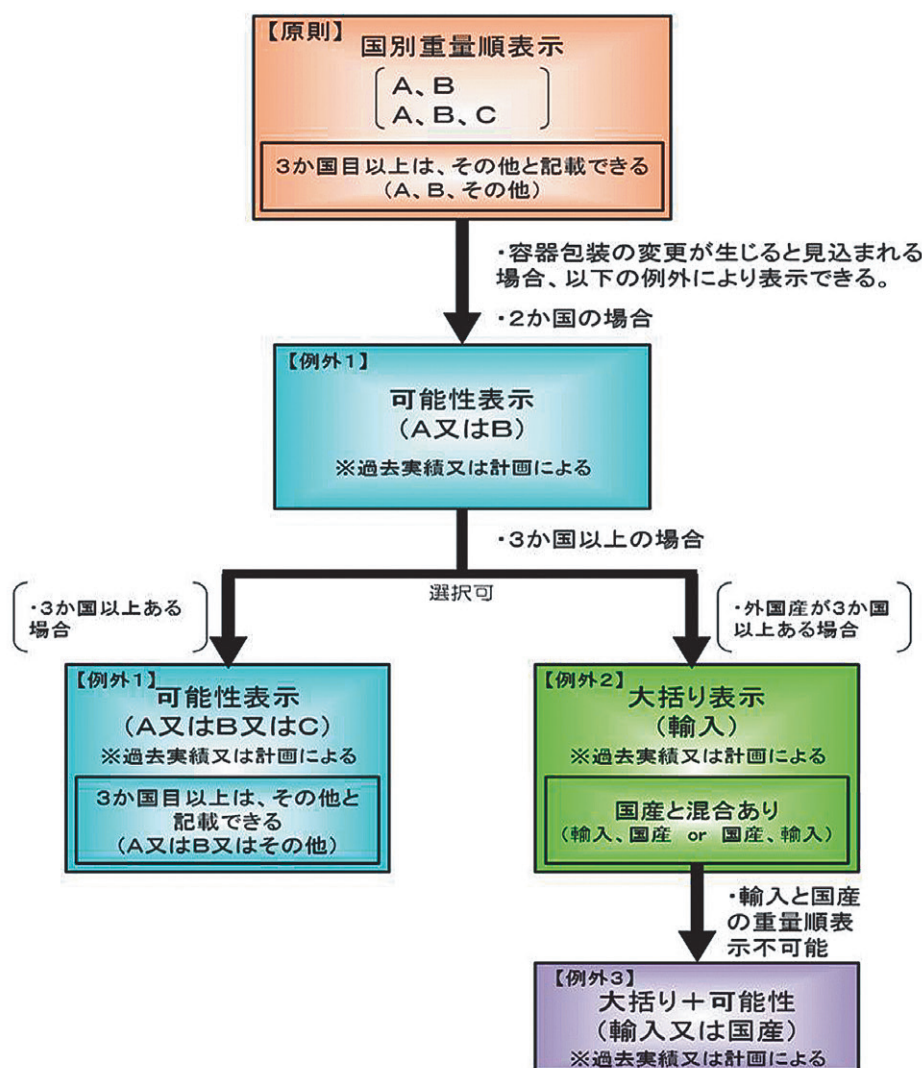 【原則】
国別重量順表示
A、B
A、B、C
3か国目以上は、その他と記載できる
(A、B、その他)
・容器包装の変更が生じると見込まれる
場合、以下の例外により表示できる。
・2か国の場合
【例外1】
可能性表示
(A又はB)
※過去実績又は計画による
・3か国以上の場合
選択可
・3か国以上ある
場合
・外国産が3か国
以上ある場合
【例外1】
可能性表示
(A又はB又はC)
※過去実績又は計画による
3か国目以上は、その他と
記載できる
(A又はB又はその他)
【例外2】
大括り表示
(輸入)
※過去実績又は計画による
国産と混合あり
(輸入、国産 or 国産、輸入)
・輸入と国産
の重量順表
示不可能
【例外3】
大括り+可能性
(輸入又は国産)
※過去実績又は計画による